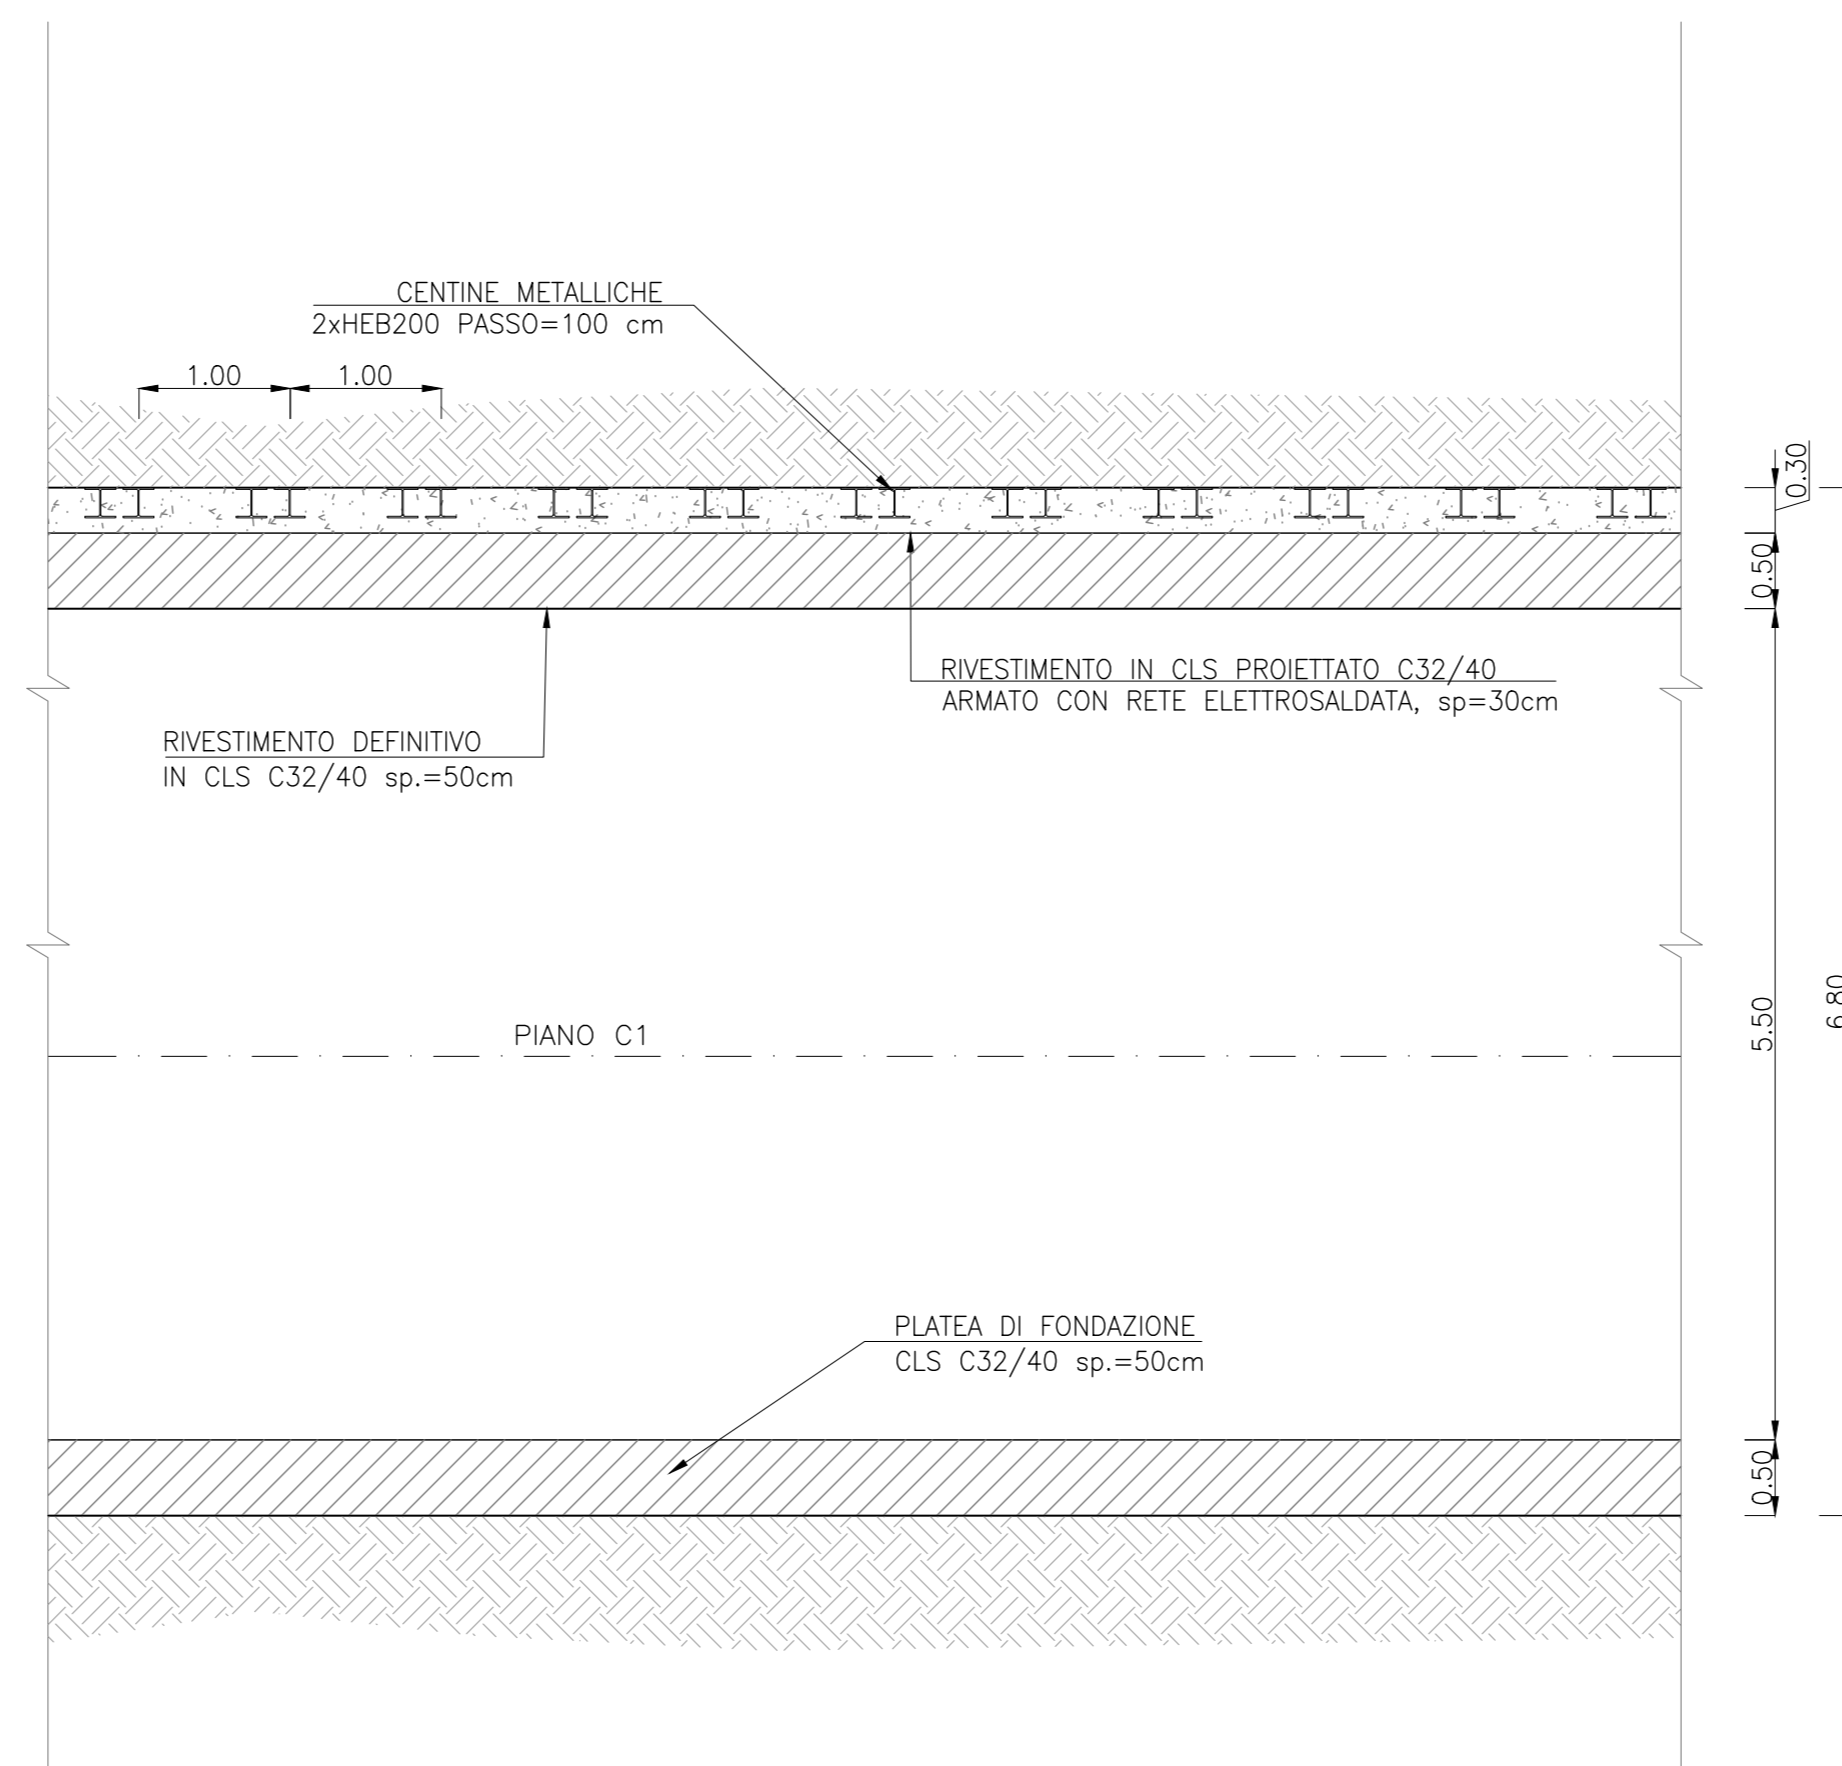 CENTINE METALLICHE
2xHEB200 PASSO=100 cm
1.00
1.00
0.30
0.50
RIVESTIMENTO IN CLS PROIETTATO C32/40
ARMATO CON RETE ELETTROSALDATA, sp=30cm
RIVESTIMENTO DEFINITIVO
IN CLS C32/40 sp.=50cm
PIANO C1
5.50
6.80
PLATEA DI FONDAZIONE
CLS C32/40 sp.=50cm
0.50